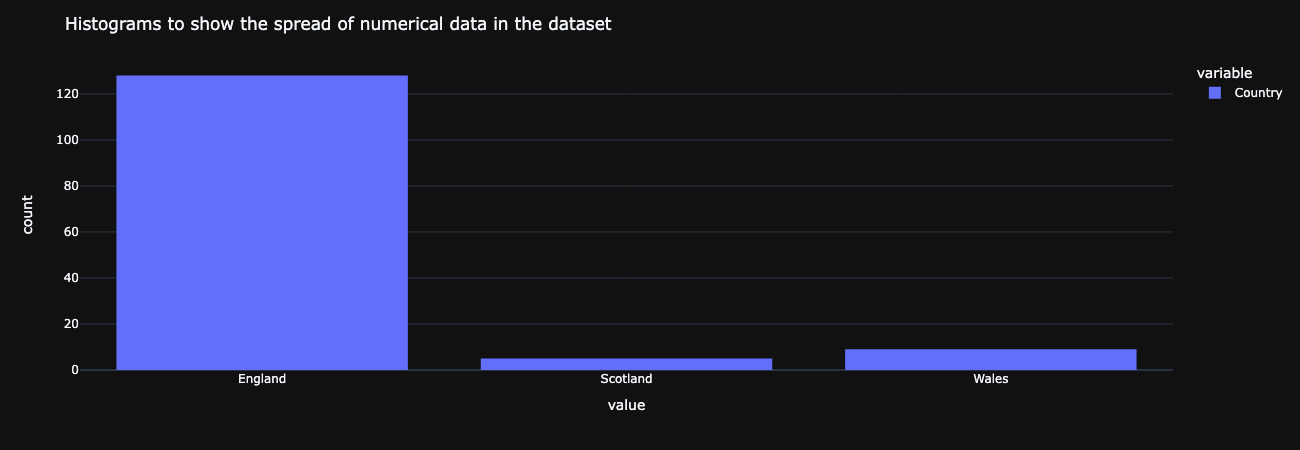 Histograms to show the spread of numerical data in the dataset
variable
Country
count
120
100
80
60
40
20
0
England
Scotland
Wales
value